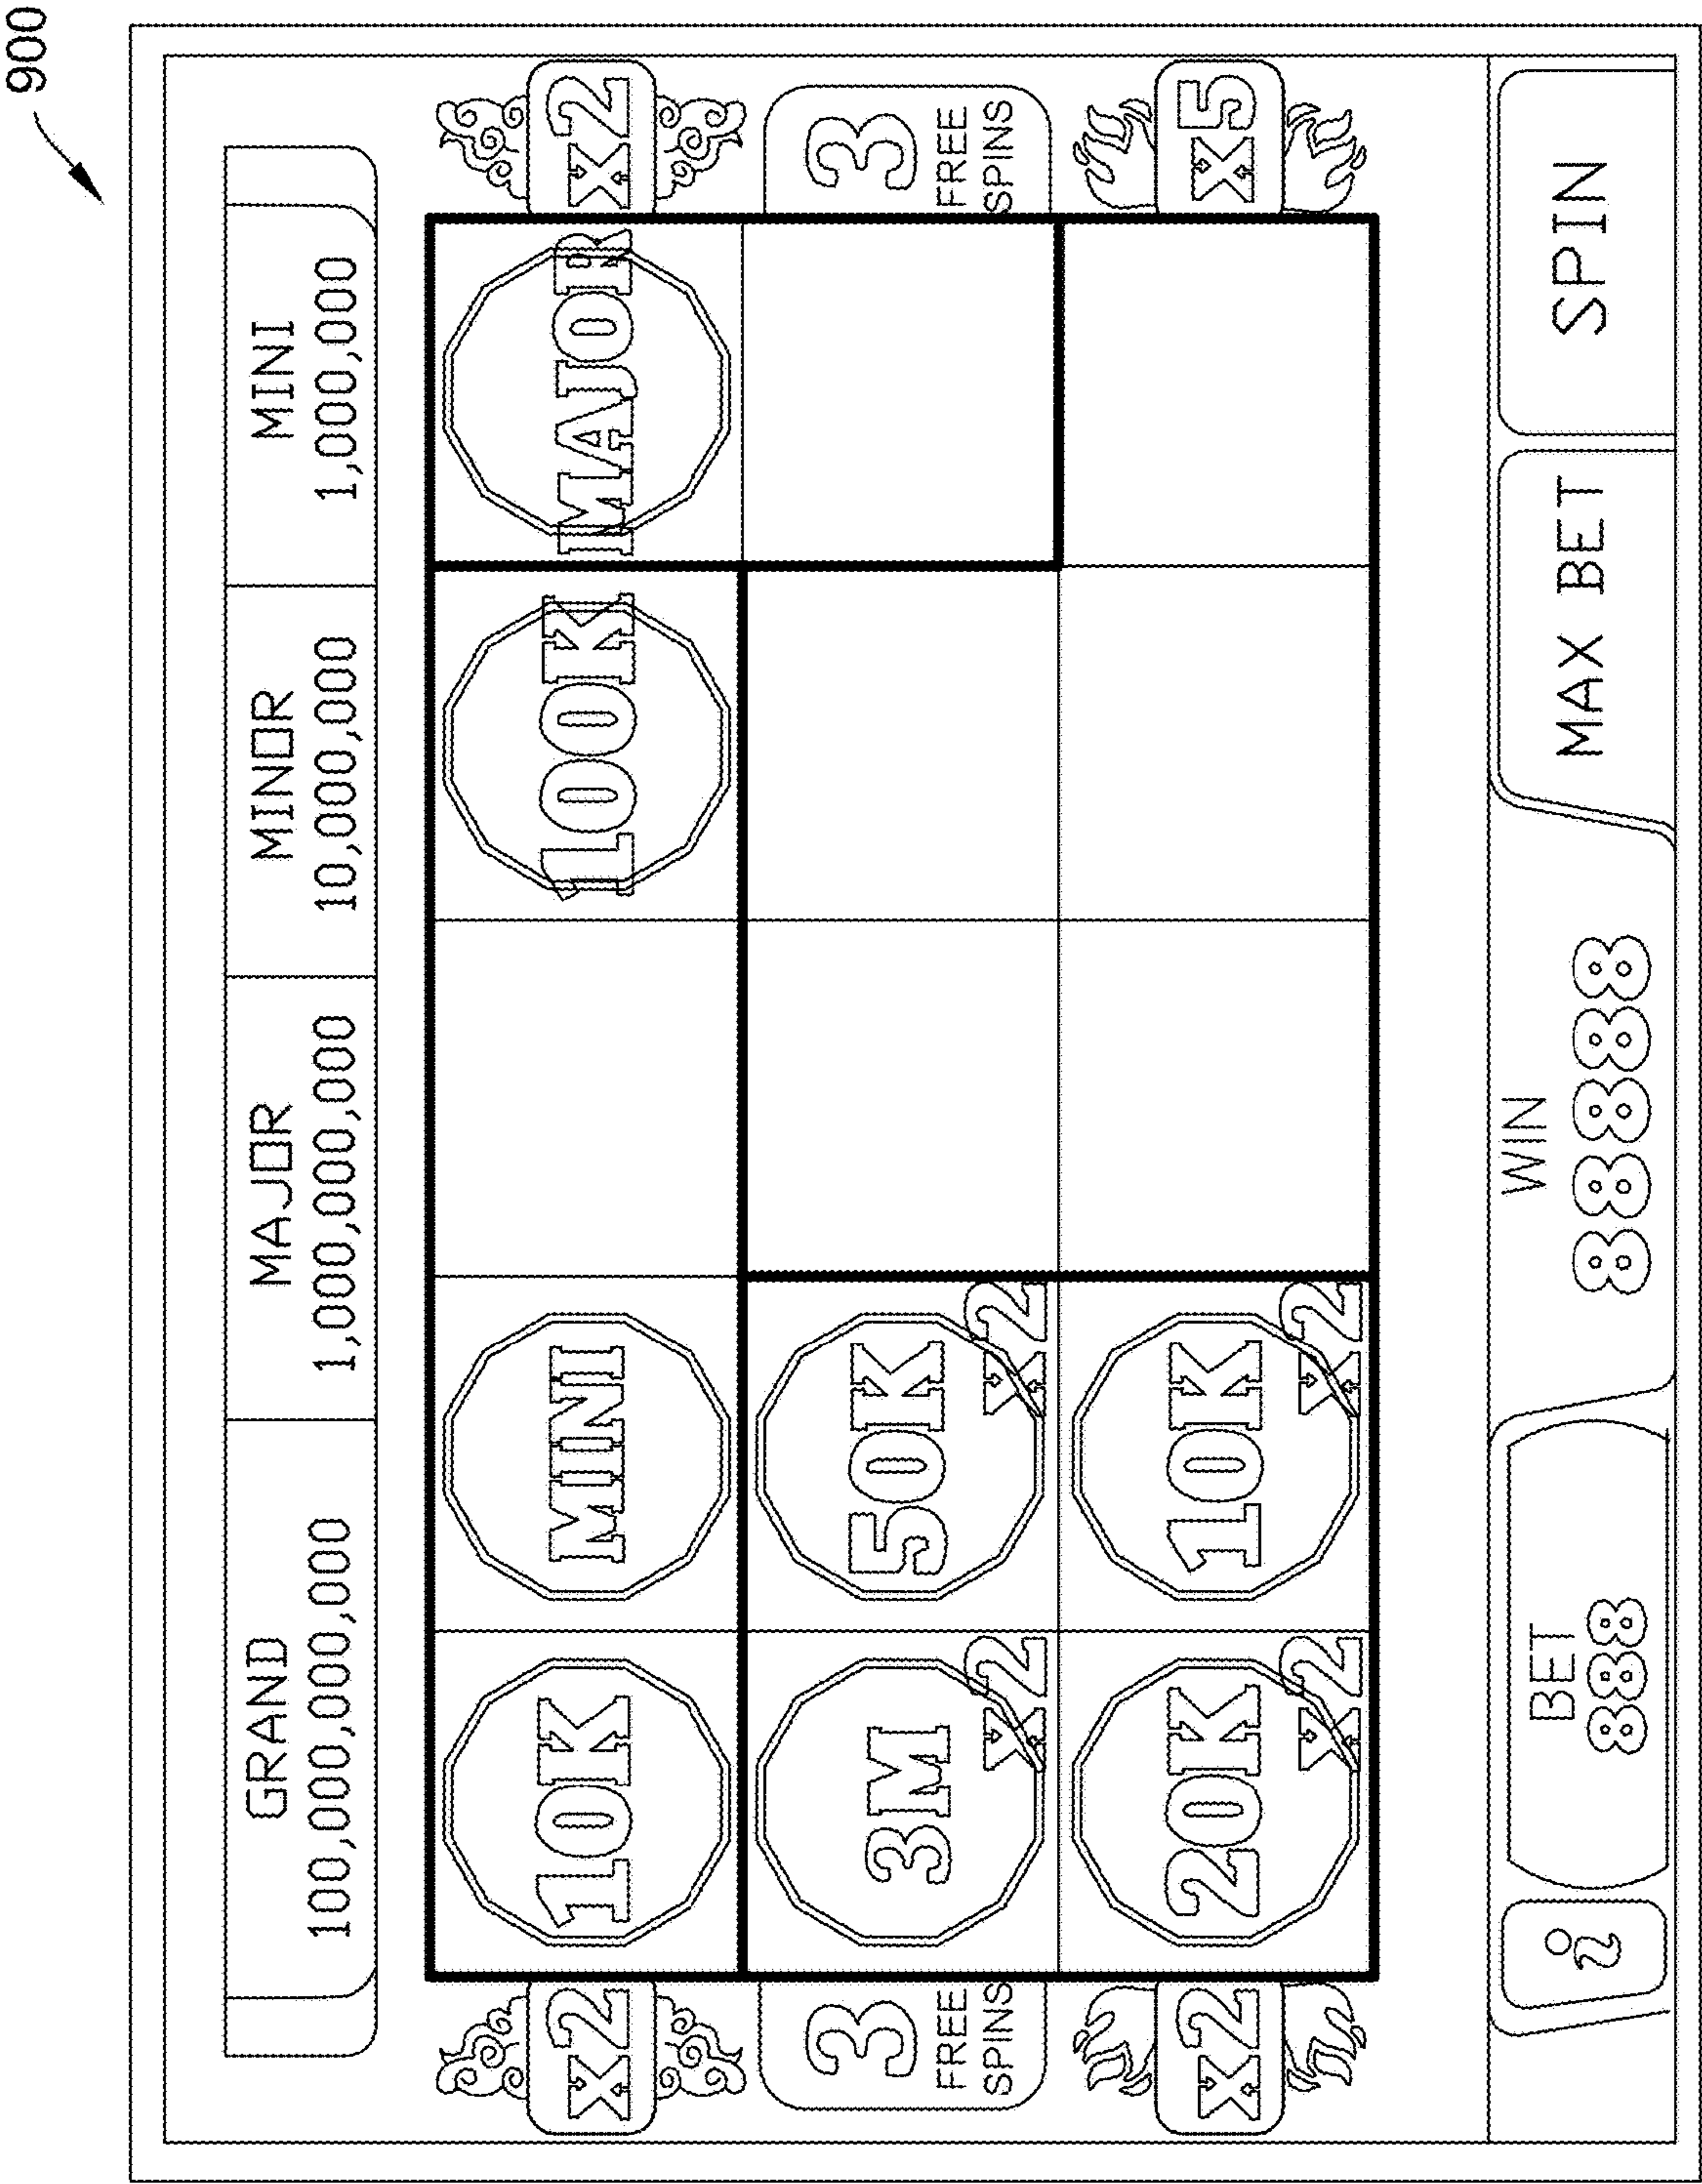 900
GRAND
100,000,000,000
MAJOR
1,000,000,000
MINOR
10,000,000
MINI
1,000,000
X2
10K
MINI
100K
MAJOR
X2
3
FREE
SPINS
3M
X2
50K
X2
3
FREE
SPINS
X2
20K
X2
10K
X2
X5
i
BET
888
WIN
88888
MAX BET
SPIN